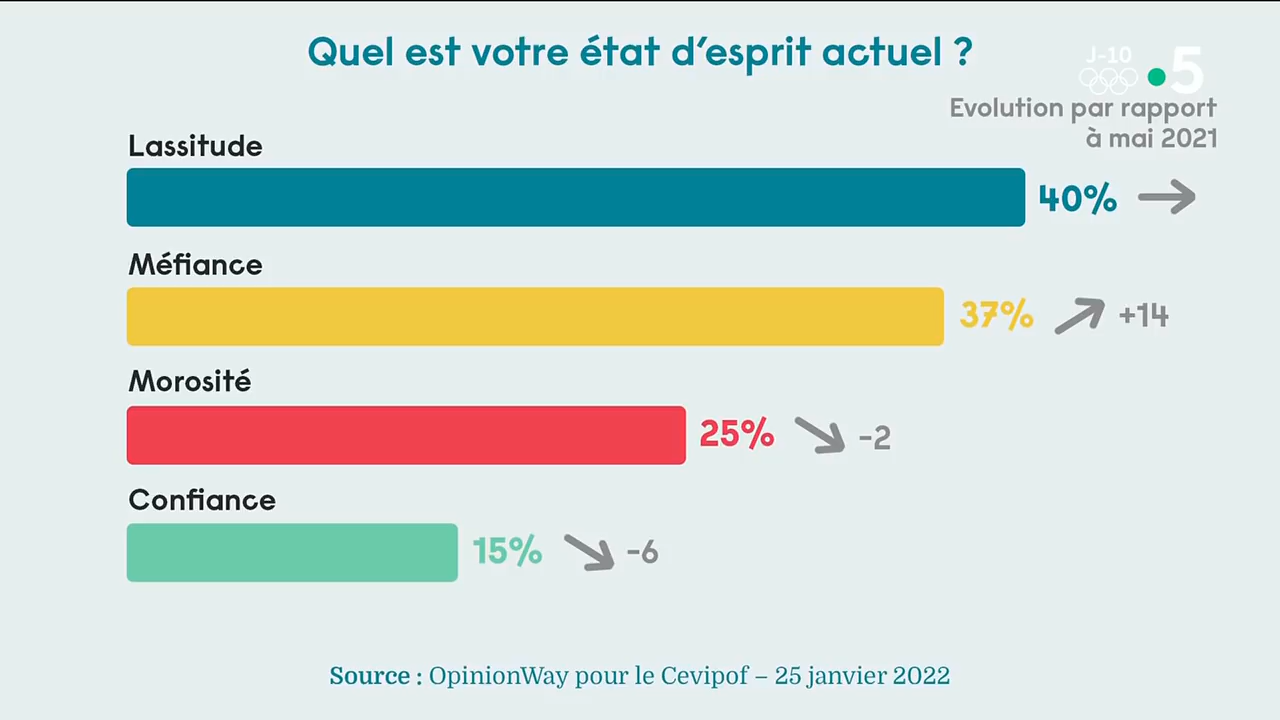 Quel est votre état d'esprit actuel ?
J-10
5
Evolution par rapport
à mai 2021
Lassitude
40%
Méfiance
37% +14
Morosité
25% -2
Confiance
15% -6
Source : OpinionWay pour le Cevipof – 25 janvier 2022